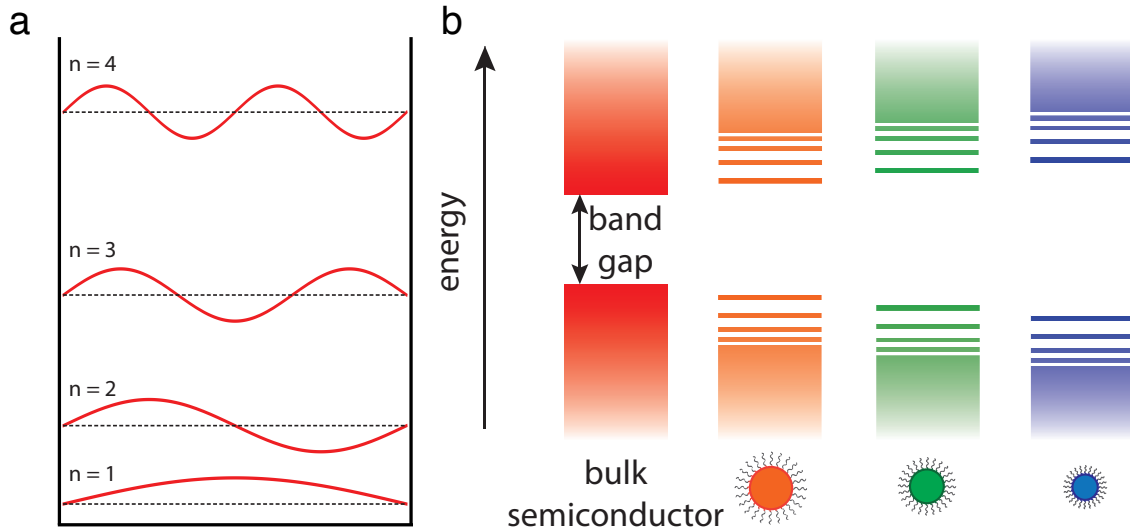 a
n = 4
n = 3
n = 2
n = 1
b
energy
band
gap
bulk
semiconductor